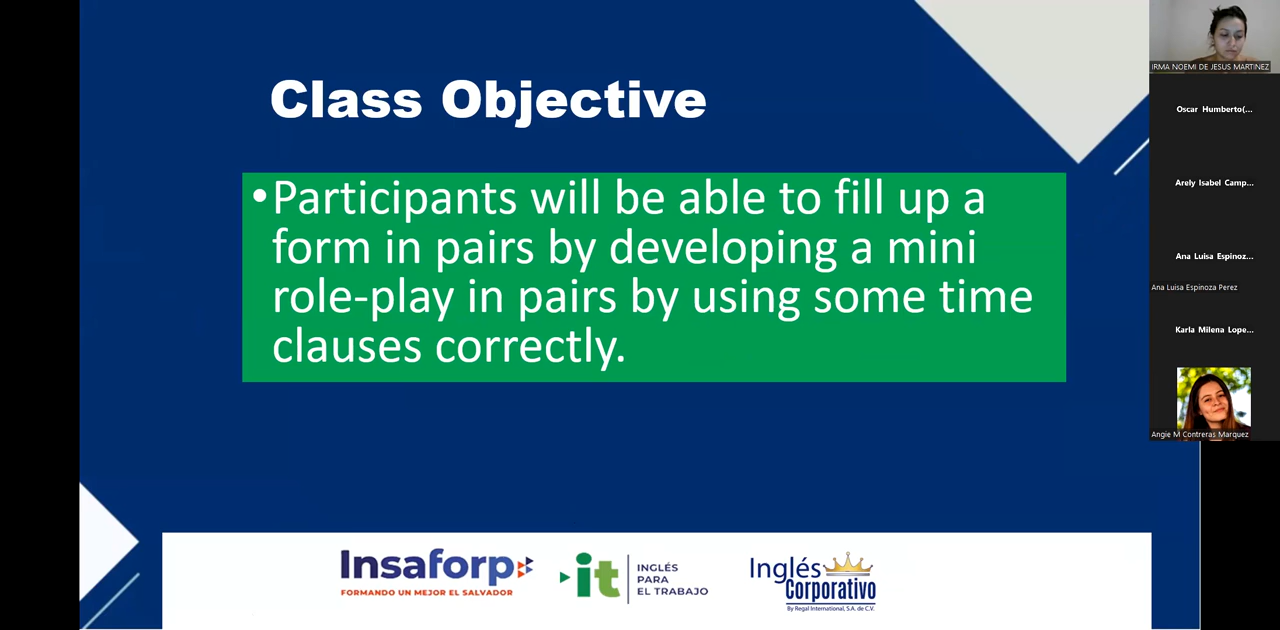 Class Objective
•Participants will be able to fill up a
form in pairs by developing a mini
role-play in pairs by using some time
clauses correctly.
Insaforp
FORMANDO UN MEJOR EL SALVADOR
it
INGLÉS
PARA
EL TRABAJO
Inglés
Corporativo
By Regal International, S.A. de C.V.
IRMA NOEMI DE JESUS MARTINEZ
Oscar Humberto(...
Arely Isabel Camp...
Ana Luisa Espinoz...
Ana Luisa Espinoza Perez
Karla Milena Lope...
Angie M Contreras Marquez